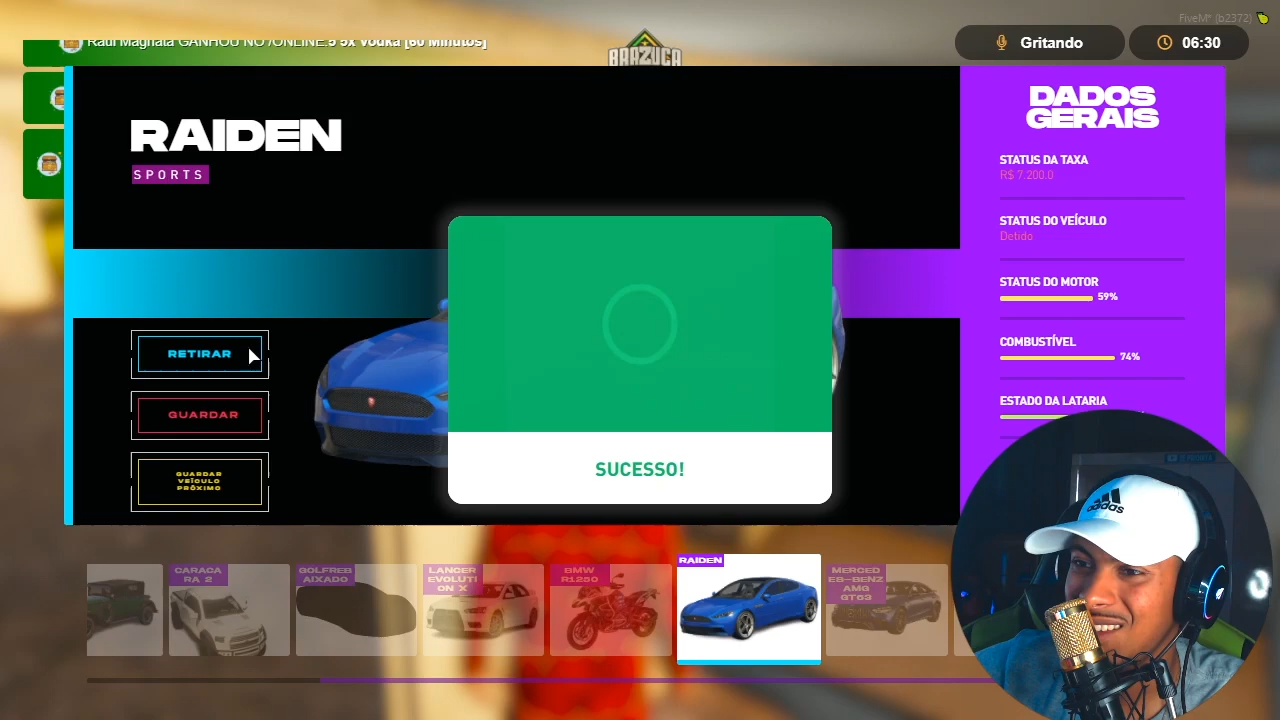 FiveM® (b2372)
Raul Magnata GANHOU NO /ONLINE:5 5x Vodka [60 Minutos]
BRAZUCA
Gritando
06:30
RAIDEN
SPORTS
DADOS
GERAIS
STATUS DA TAXA
R$ 7.200.0
STATUS DO VEÍCULO
Detido
STATUS DO MOTOR
59%
COMBUSTÍVEL
74%
ESTADO DA LATARIA
RETIRAR
GUARDAR
GUARDAR
VEÍCULO
PRÓXIMO
SUCESSO!
CARACA
RA 2
GOLFREB
AIXADO
LANCER
EVOLUTI
ON X
BMW
R1250
RAIDEN
MERCED
ES-BENZ
AMG
GT63
adidas